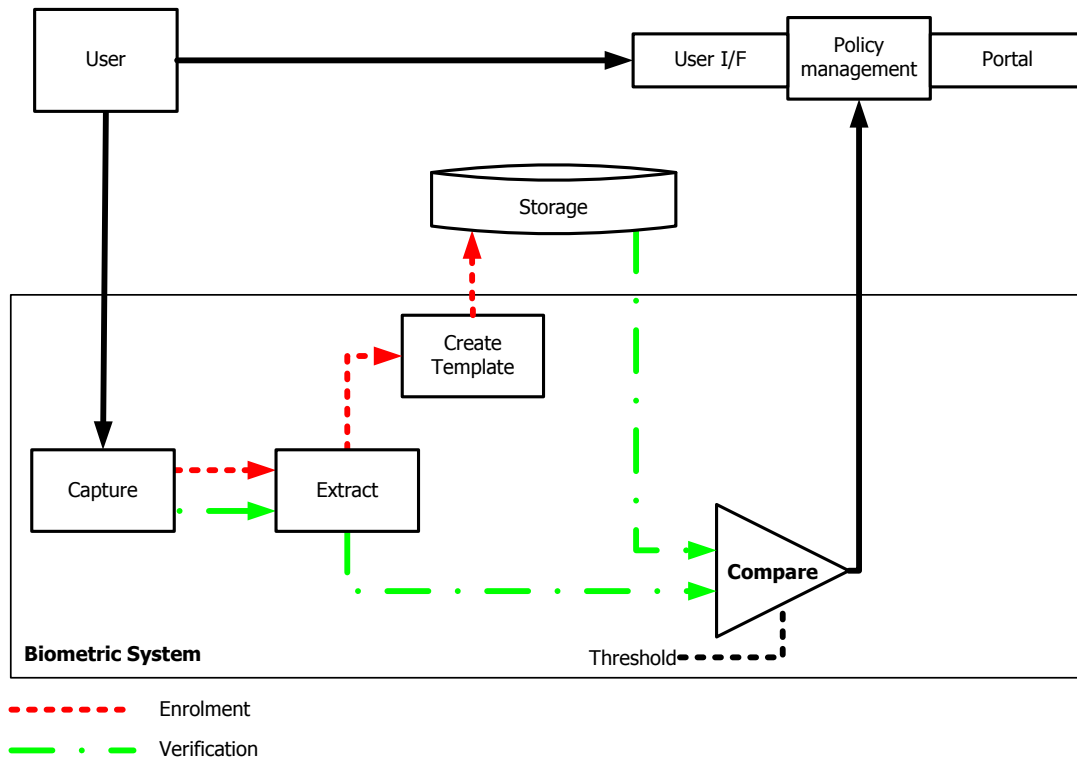 User
User I/F
Policy
management
Portal
Storage
Create
Template
Capture
Extract
Compare
Biometric System
Threshold
Enrolment
Verification